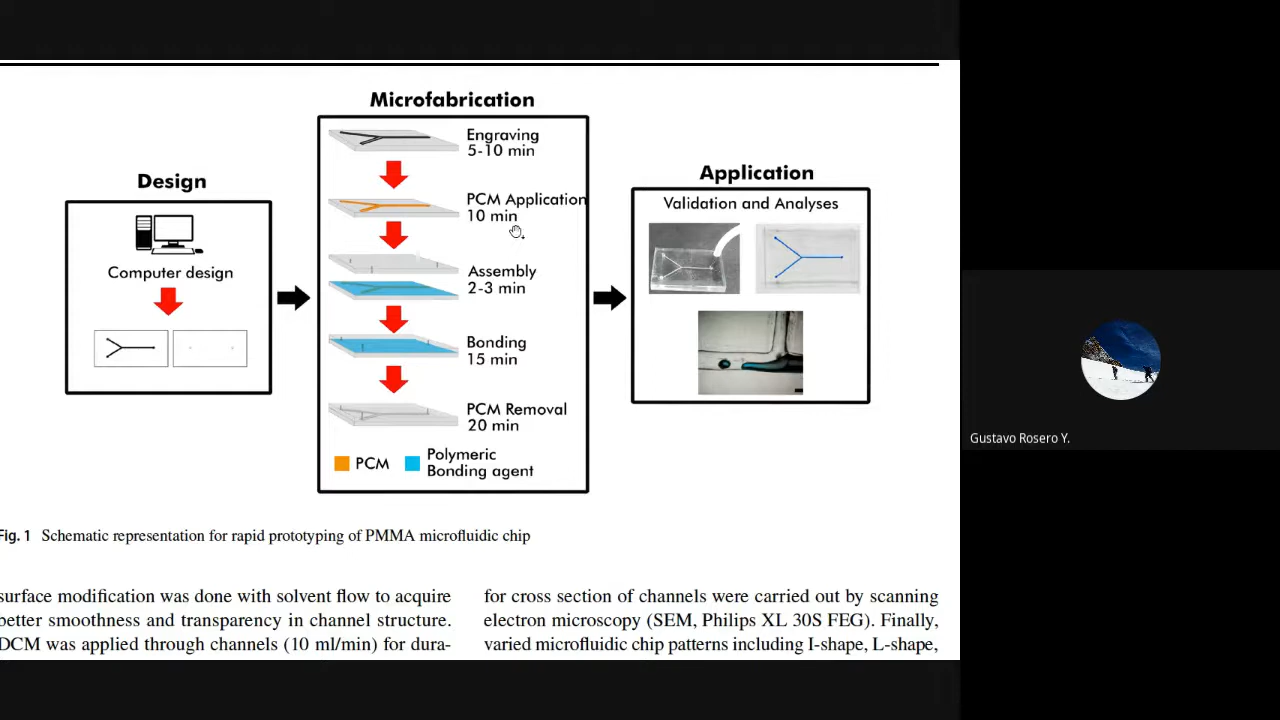 Microfabrication
Engraving
5-10 min
PCM Application
10 min
Assembly
2-3 min
Bonding
15 min
PCM Removal
20 min
PCM
Polymeric
Bonding agent
Design
Computer design
Application
Validation and Analyses
Fig. 1 Schematic representation for rapid prototyping of PMMA microfluidic chip
surface modification was done with solvent flow to acquire
better smoothness and transparency in channel structure.
DCM was applied through channels (10 ml/min) for dura-
for cross section of channels were carried out by scanning
electron microscopy (SEM, Philips XL 30S FEG). Finally,
varied microfluidic chip patterns including I-shape, L-shape,
Gustavo Rosero Y.